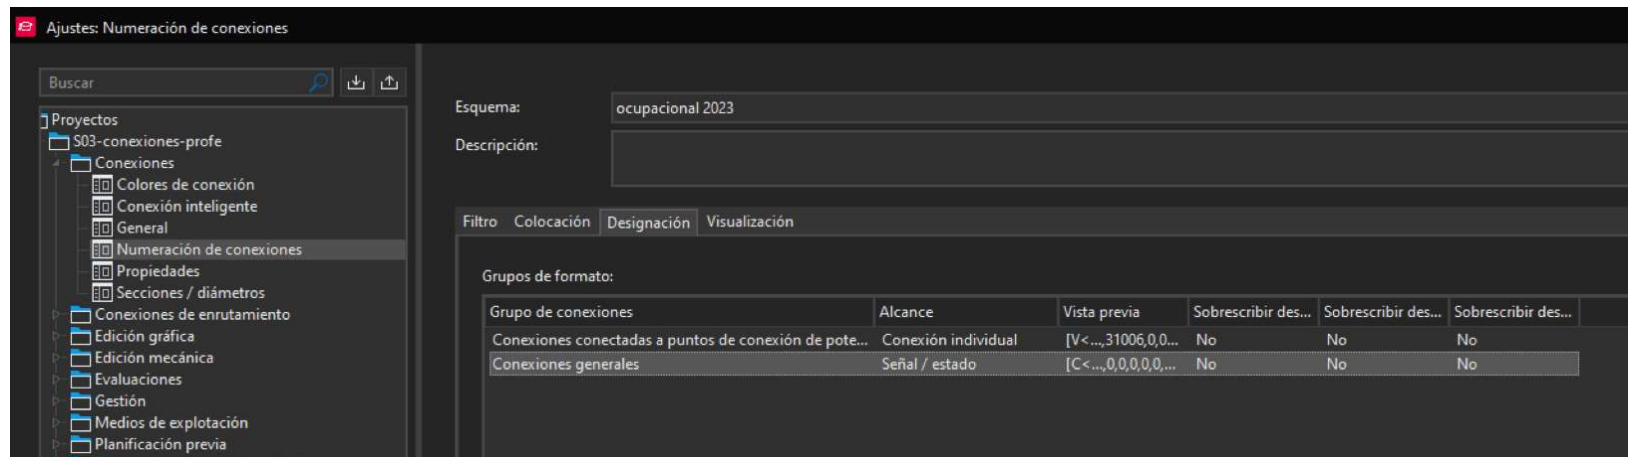 Ajustes: Numeración de conexiones
Buscar
Proyectos
S03-conexiones-profe
Conexiones
Colores de conexión
Conexión inteligente
General
Numeración de conexiones
Propiedades
Secciones / diámetros
Conexiones de enrutamiento
Edición gráfica
Edición mecánica
Evaluaciones
Gestión
Medios de explotación
Planificación previa
Esquema: ocupacional 2023
Descripción:
Filtro Colocación Designación Visualización
Grupos de formato:
Grupo de conexiones Alcance Vista previa Sobrescribir des... Sobrescribir des... Sobrescribir des...
Conexiones conectadas a puntos de conexión de pote... Conexión individual [V<...,31006,0,0... No No No
Conexiones generales Señal / estado [C<...,0,0,0,0,0,... No No No